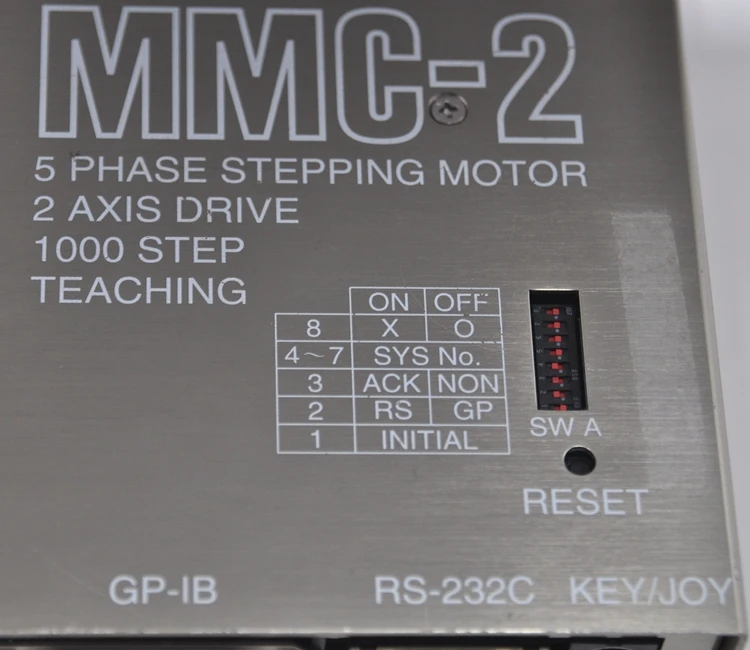 MMC-2
5 PHASE STEPPING MOTOR
2 AXIS DRIVE
1000 STEP
TEACHING
ON OFF
8 X O
4~7 SYS No.
3 ACK NON
2 RS GP
1 INITIAL
SW A
RESET
GP-IB RS-232C KEY/JOY